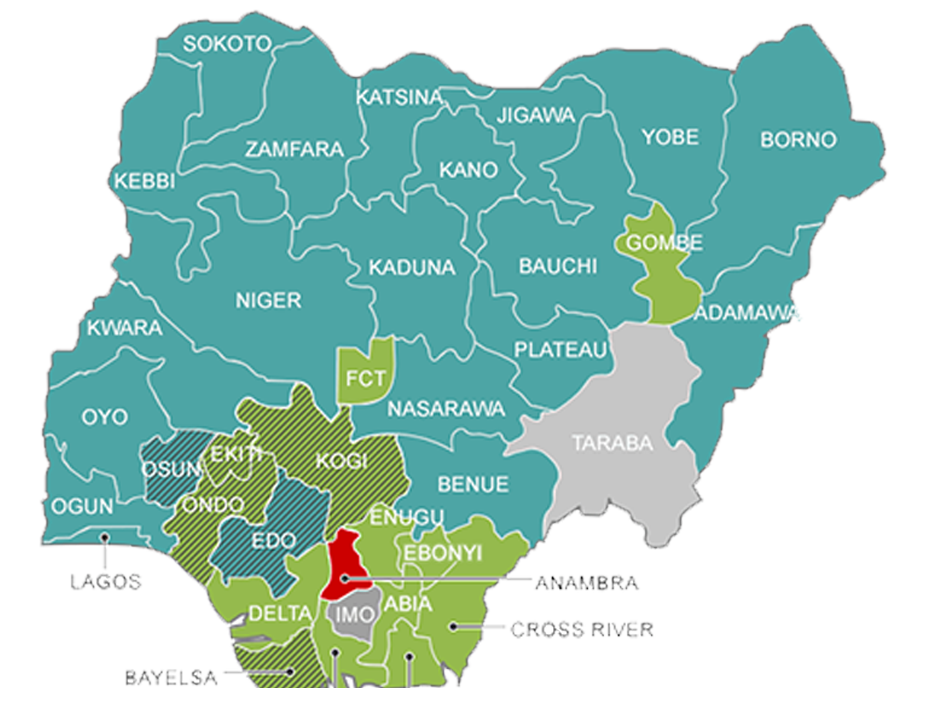 SOKOTO
KATSINA
JIGAWA
YOBE
BORNO
ZAMFARA
KANO
KEBBI
GOMBE
KADUNA
BAUCHI
NIGER
ADAMAWA
KWARA
PLATEAU
FCT
NASARAWA
OYO
TARABA
EKITI
KOGI
OSUN
BENUE
ONDO
OGUN
ENUGU
EDO
EBONYI
LAGOS
ANAMBRA
ABIA
DELTA
IMO
CROSS RIVER
BAYELSA